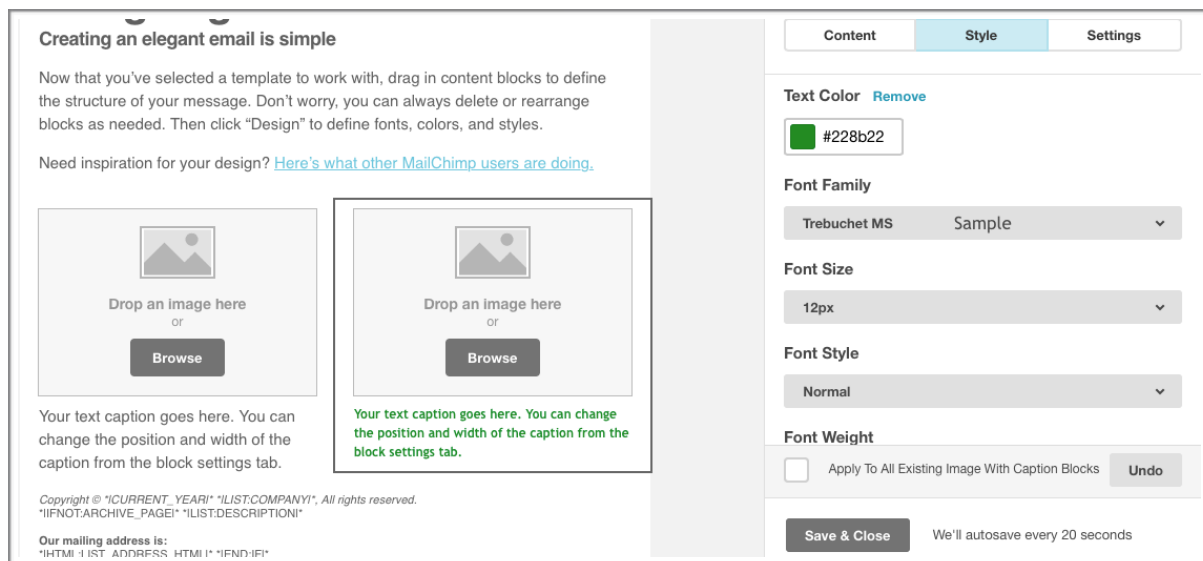 Creating an elegant email is simple
Now that you've selected a template to work with, drag in content blocks to define
the structure of your message. Don't worry, you can always delete or rearrange
blocks as needed. Then click “Design” to define fonts, colors, and styles.
Need inspiration for your design? Here's what other MailChimp users are doing.
Drop an image here
or
Browse
Your text caption goes here. You can
change the position and width of the
caption from the block settings tab.
Drop an image here
or
Browse
Your text caption goes here. You can change
the position and width of the caption from the
block settings tab.
Copyright © *|CURRENT_YEAR|* *|LIST:COMPANY|*, All rights reserved.
*|IFNOT:ARCHIVE_PAGE|* *|LIST:DESCRIPTION|*
Our mailing address is:
*|HTML:LIST_ADDRESS_HTML|* *|END:IF|*
Content
Style
Settings
Text Color Remove
#228b22
Font Family
Trebuchet MS Sample
Font Size
12px
Font Style
Normal
Font Weight
Apply To All Existing Image With Caption Blocks
Undo
Save & Close
We'll autosave every 20 seconds